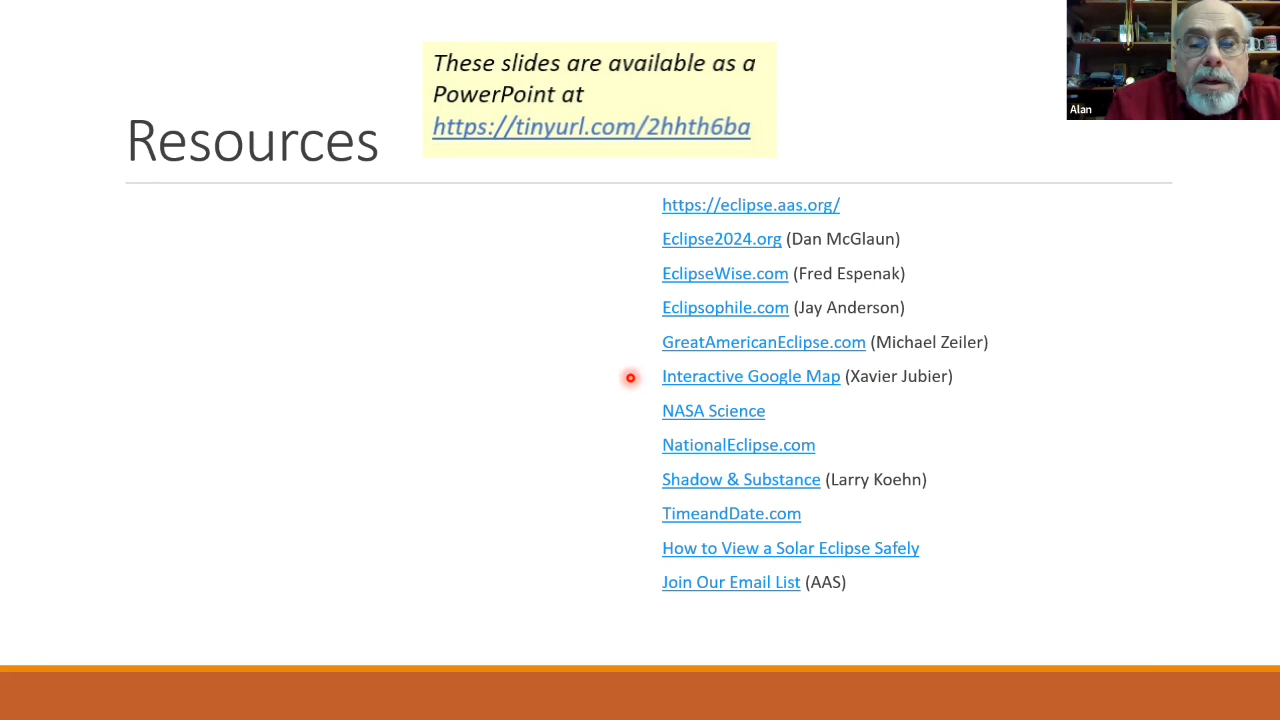 These slides are available as a
PowerPoint at
https://tinyurl.com/2hhth6ba
Resources
Alan
https://eclipse.aas.org/
Eclipse2024.org (Dan McGlaun)
EclipseWise.com (Fred Espenak)
Eclipsophile.com (Jay Anderson)
GreatAmericanEclipse.com (Michael Zeiler)
Interactive Google Map (Xavier Jubier)
NASA Science
NationalEclipse.com
Shadow & Substance (Larry Koehn)
TimeandDate.com
How to View a Solar Eclipse Safely
Join Our Email List (AAS)